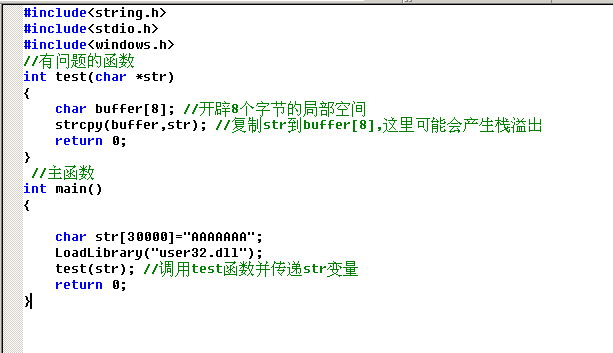 #include<string.h>
#include<stdio.h>
#include<windows.h>
//有问题的函数
int test(char *str)
{
char buffer[8]; //开辟8个字节的局部空间
strcpy(buffer,str); //复制str到buffer[8],这里可能会产生栈溢出
return 0;
}
//主函数
int main()
{
char str[30000]="AAAAAAA";
LoadLibrary("user32.dll");
test(str); //调用test函数并传递str变量
return 0;
}